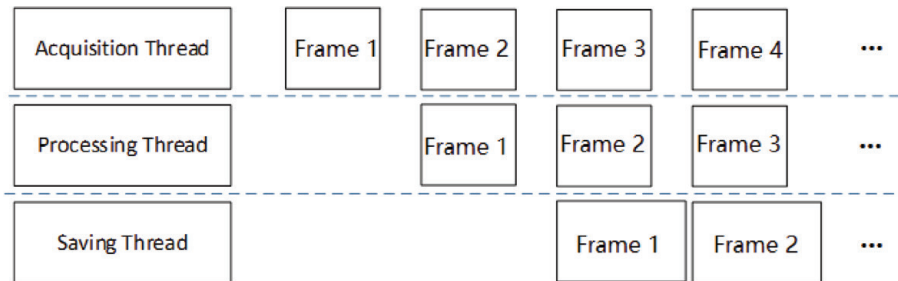 Acquisition Thread Frame 1 Frame 2 Frame 3 Frame 4 ...
Processing Thread Frame 1 Frame 2 Frame 3 ...
Saving Thread Frame 1 Frame 2 ...